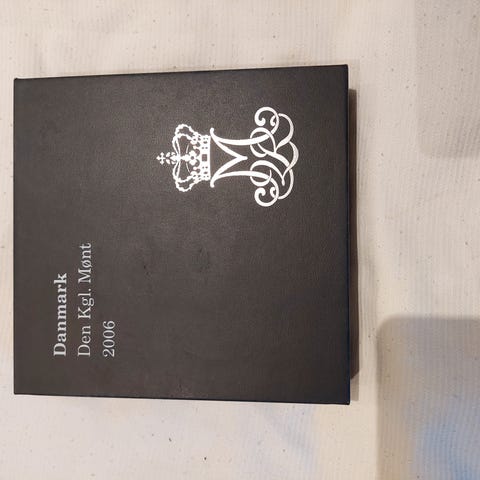 Danmark
Den Kgl. Mønt
2006